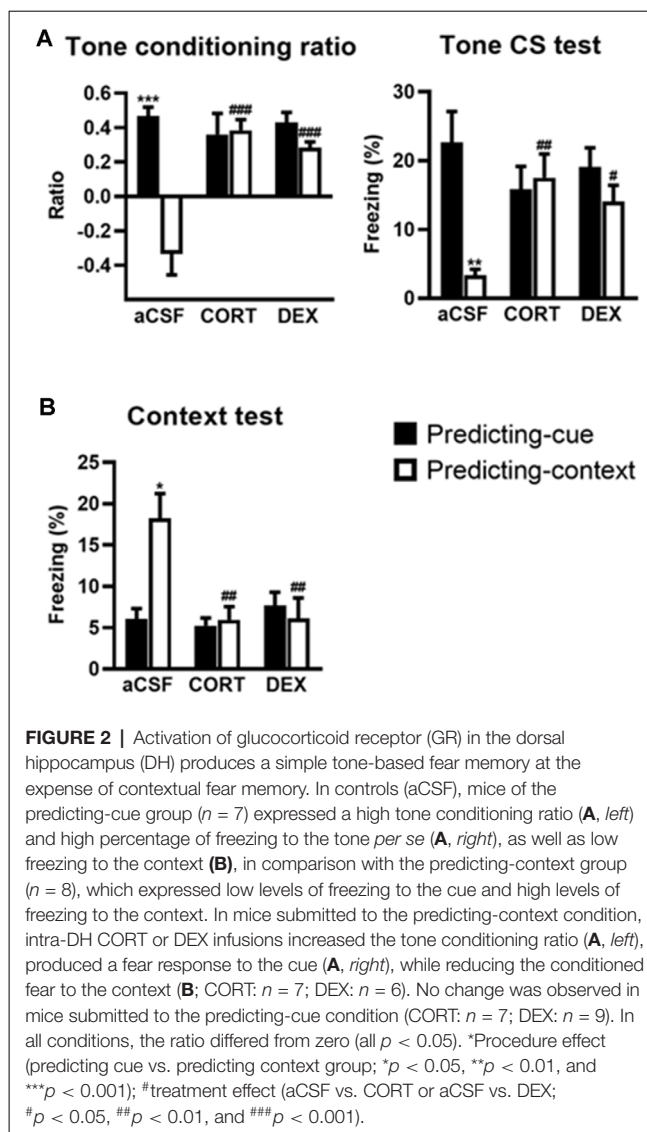 A
Tone conditioning ratio
Tone CS test
0.6
0.4
0.2
0.0
-0.2
-0.4
Ratio
***
###
###
aCSF CORT DEX
30
20
10
0
Freezing (%)
**
##
#
aCSF CORT DEX
B
Context test
25
20
15
10
5
0
Freezing (%)
*
##
##
aCSF CORT DEX
Predicting-cue
Predicting-context
FIGURE 2 | Activation of glucocorticoid receptor (GR) in the dorsal
hippocampus (DH) produces a simple tone-based fear memory at the
expense of contextual fear memory. In controls (aCSF), mice of the
predicting-cue group (n = 7) expressed a high tone conditioning ratio (A, left)
and high percentage of freezing to the tone per se (A, right), as well as low
freezing to the context (B), in comparison with the predicting-context group
(n = 8), which expressed low levels of freezing to the cue and high levels of
freezing to the context. In mice submitted to the predicting-context condition,
intra-DH CORT or DEX infusions increased the tone conditioning ratio (A, left),
produced a fear response to the cue (A, right), while reducing the conditioned
fear to the context (B; CORT: n = 7; DEX: n = 6). No change was observed in
mice submitted to the predicting-cue condition (CORT: n = 7; DEX: n = 9). In
all conditions, the ratio differed from zero (all p < 0.05). *Procedure effect
(predicting cue vs. predicting context group; *p < 0.05, **p < 0.01, and
***p < 0.001); #treatment effect (aCSF vs. CORT or aCSF vs. DEX;
#p < 0.05, ##p < 0.01, and ###p < 0.001).